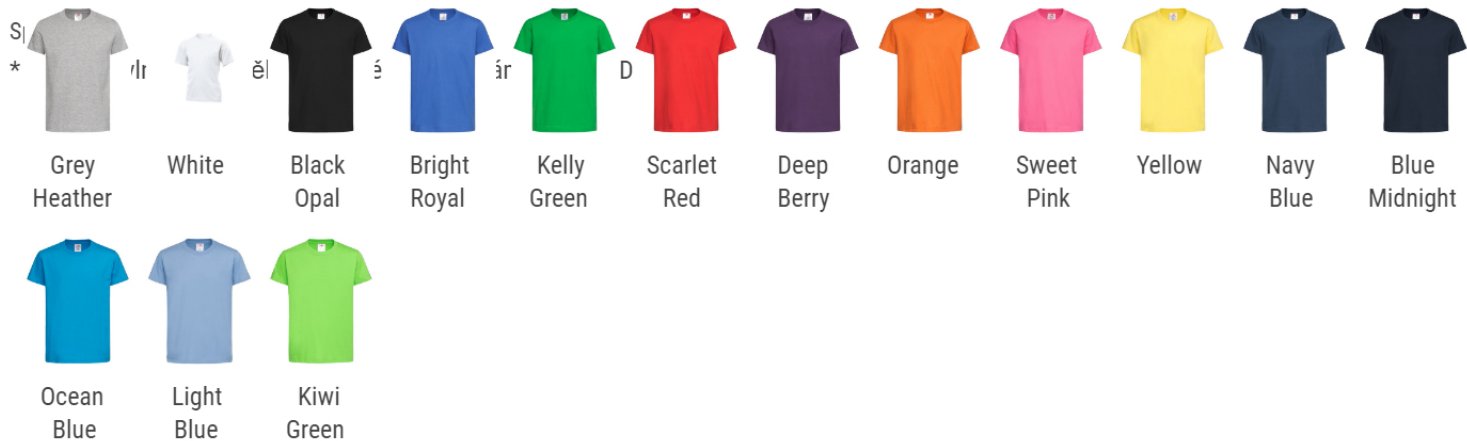 Grey Heather
White
Black Opal
Bright Royal
Kelly Green
Scarlet Red
Deep Berry
Orange
Sweet Pink
Yellow
Navy Blue
Blue Midnight
Ocean Blue
Light Blue
Kiwi Green